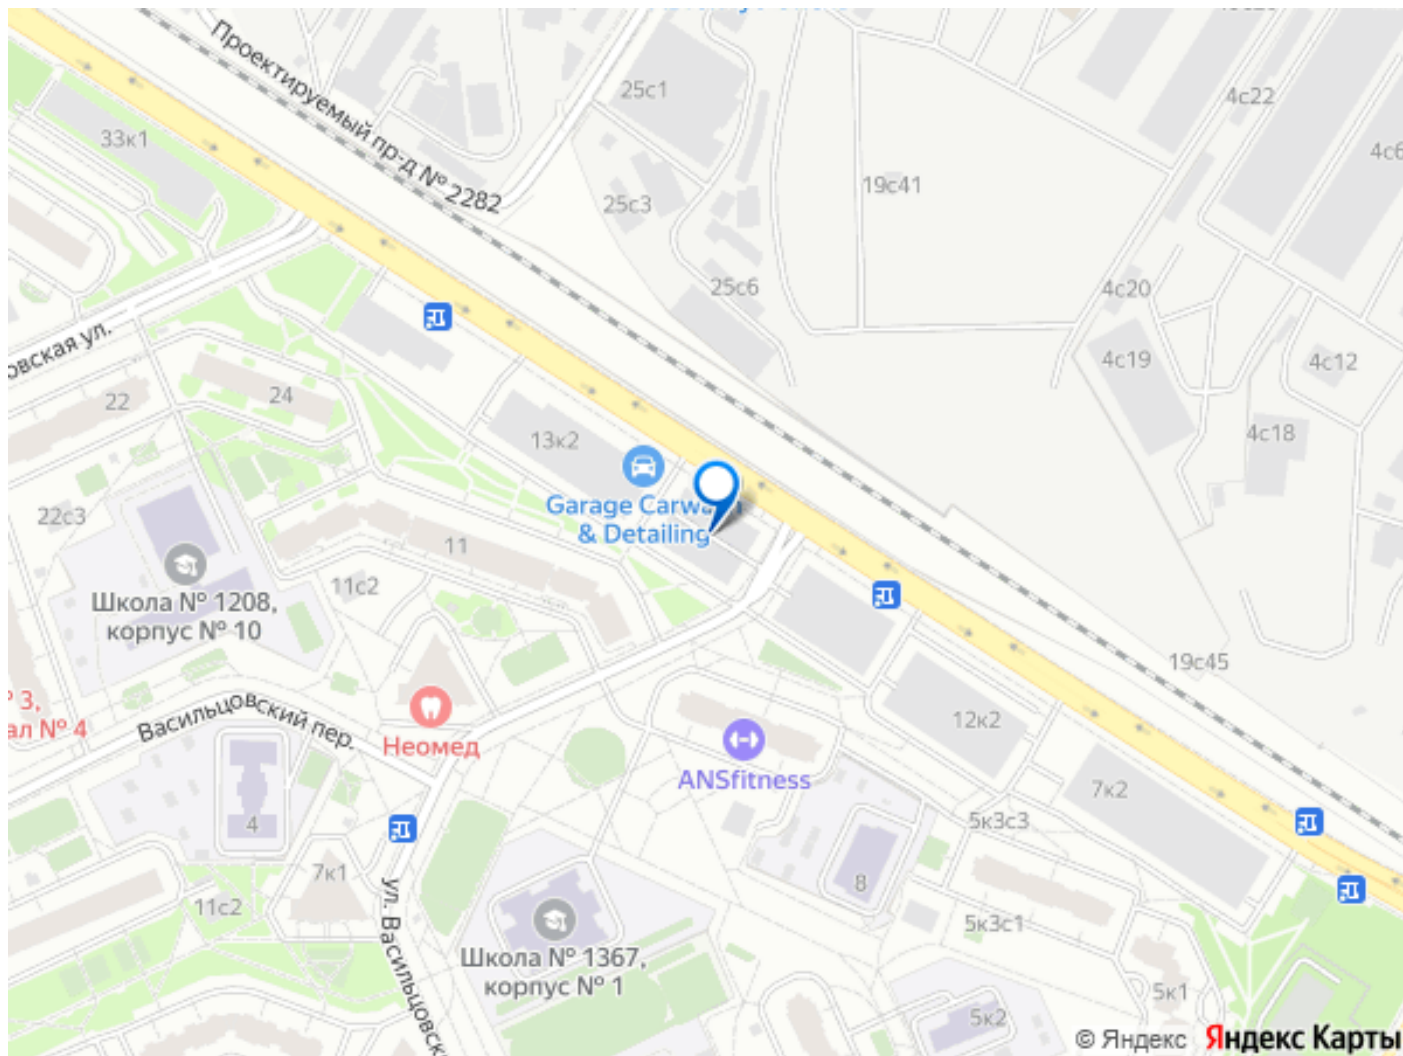 Проектируемый пр-д № 2282
25с1
4с22
33к1
4с6
19с41
25с3
25с6
4с20
овская ул.
4с19
4с12
22
24
13к2
4с18
Garage Carwash
& Detailing
22с3
11
11с2
Школа № 1208,
корпус № 10
19с45
№ 3,
ал № 4
Васильцовский пер.
Неомед
12к2
ANSfitness
7к2
5к3с3
4
7к1
8
11с2
ул. Васильцовски
5к3с1
Школа № 1367,
корпус № 1
5к1
5к2
© Яндекс Яндекс Карты